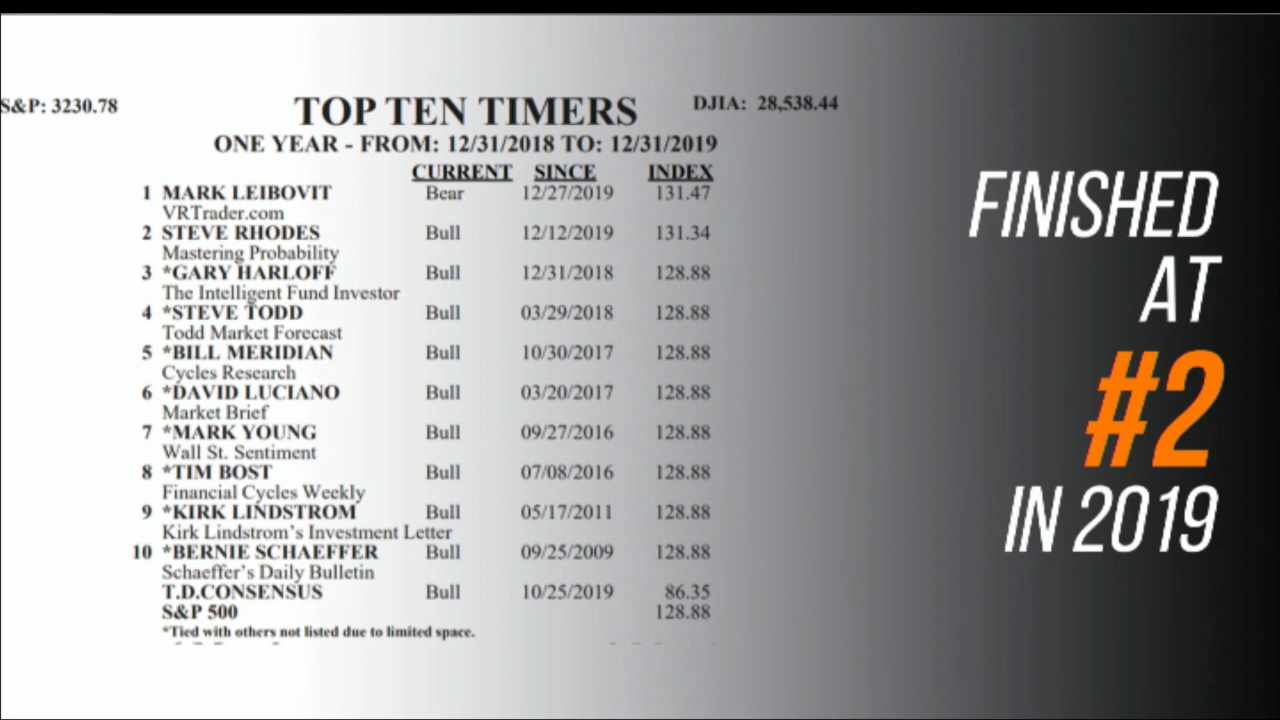 S&P: 3230.78
TOP TEN TIMERS
DJIA: 28,538.44
ONE YEAR - FROM: 12/31/2018 TO: 12/31/2019
CURRENT SINCE INDEX
1 MARK LEIBOVIT Bear 12/27/2019 131.47
VRTrader.com
2 STEVE RHODES Bull 12/12/2019 131.34
Mastering Probability
3 *GARY HARLOFF Bull 12/31/2018 128.88
The Intelligent Fund Investor
4 *STEVE TODD Bull 03/29/2018 128.88
Todd Market Forecast
5 *BILL MERIDIAN Bull 10/30/2017 128.88
Cycles Research
6 *DAVID LUCIANO Bull 03/20/2017 128.88
Market Brief
7 *MARK YOUNG Bull 09/27/2016 128.88
Wall St. Sentiment
8 *TIM BOST Bull 07/08/2016 128.88
Financial Cycles Weekly
9 *KIRK LINDSTROM Bull 05/17/2011 128.88
Kirk Lindstrom's Investment Letter
10 *BERNIE SCHAEFFER Bull 09/25/2009 128.88
Schaeffer's Daily Bulletin
T.D.CONSENSUS Bull 10/25/2019 86.35
S&P 500 128.88
*Tied with others not listed due to limited space.
FINISHED
AT
#2
IN 2019